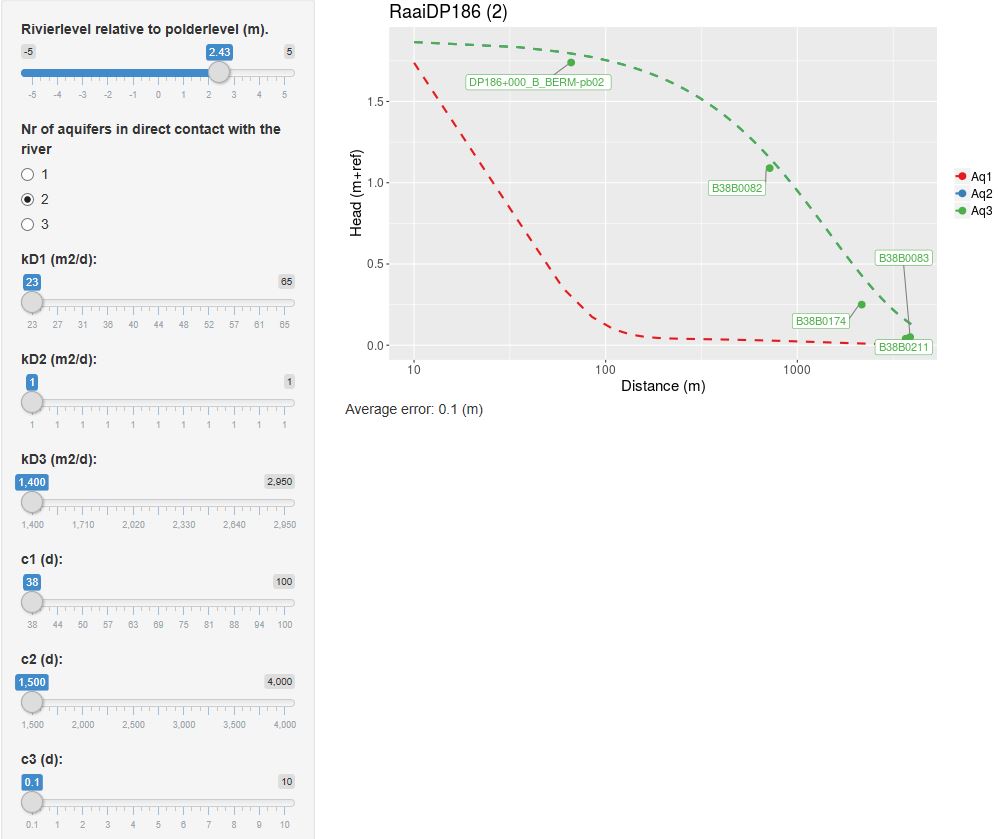 Rivierlevel relative to polderlevel (m).
-5 2.43 5
-5 -4 -3 -2 -1 0 1 2 3 4 5
Nr of aquifers in direct contact with the
river
1
2
3
kD1 (m2/d):
23 65
23 27 31 36 40 44 48 52 57 61 65
kD2 (m2/d):
1 1
1 1 1 1 1 1 1 1 1 1 1
kD3 (m2/d):
1,400 2,950
1,400 1,710 2,020 2,330 2,640 2,950
c1 (d):
38 100
38 44 50 57 63 69 75 81 88 94 100
c2 (d):
1,500 4,000
1,500 2,000 2,500 3,000 3,500 4,000
c3 (d):
0.1 10
0.1 1 2 3 4 5 6 7 8 9 10
RaaiDP186 (2)
Head (m+ref)
1.5
1.0
0.5
0.0
DP186+000_B_BERM-pb02
B38B0082
B38B0083
B38B0174
B38B0211
10 100 1000
Distance (m)
Aq1
Aq2
Aq3
Average error: 0.1 (m)